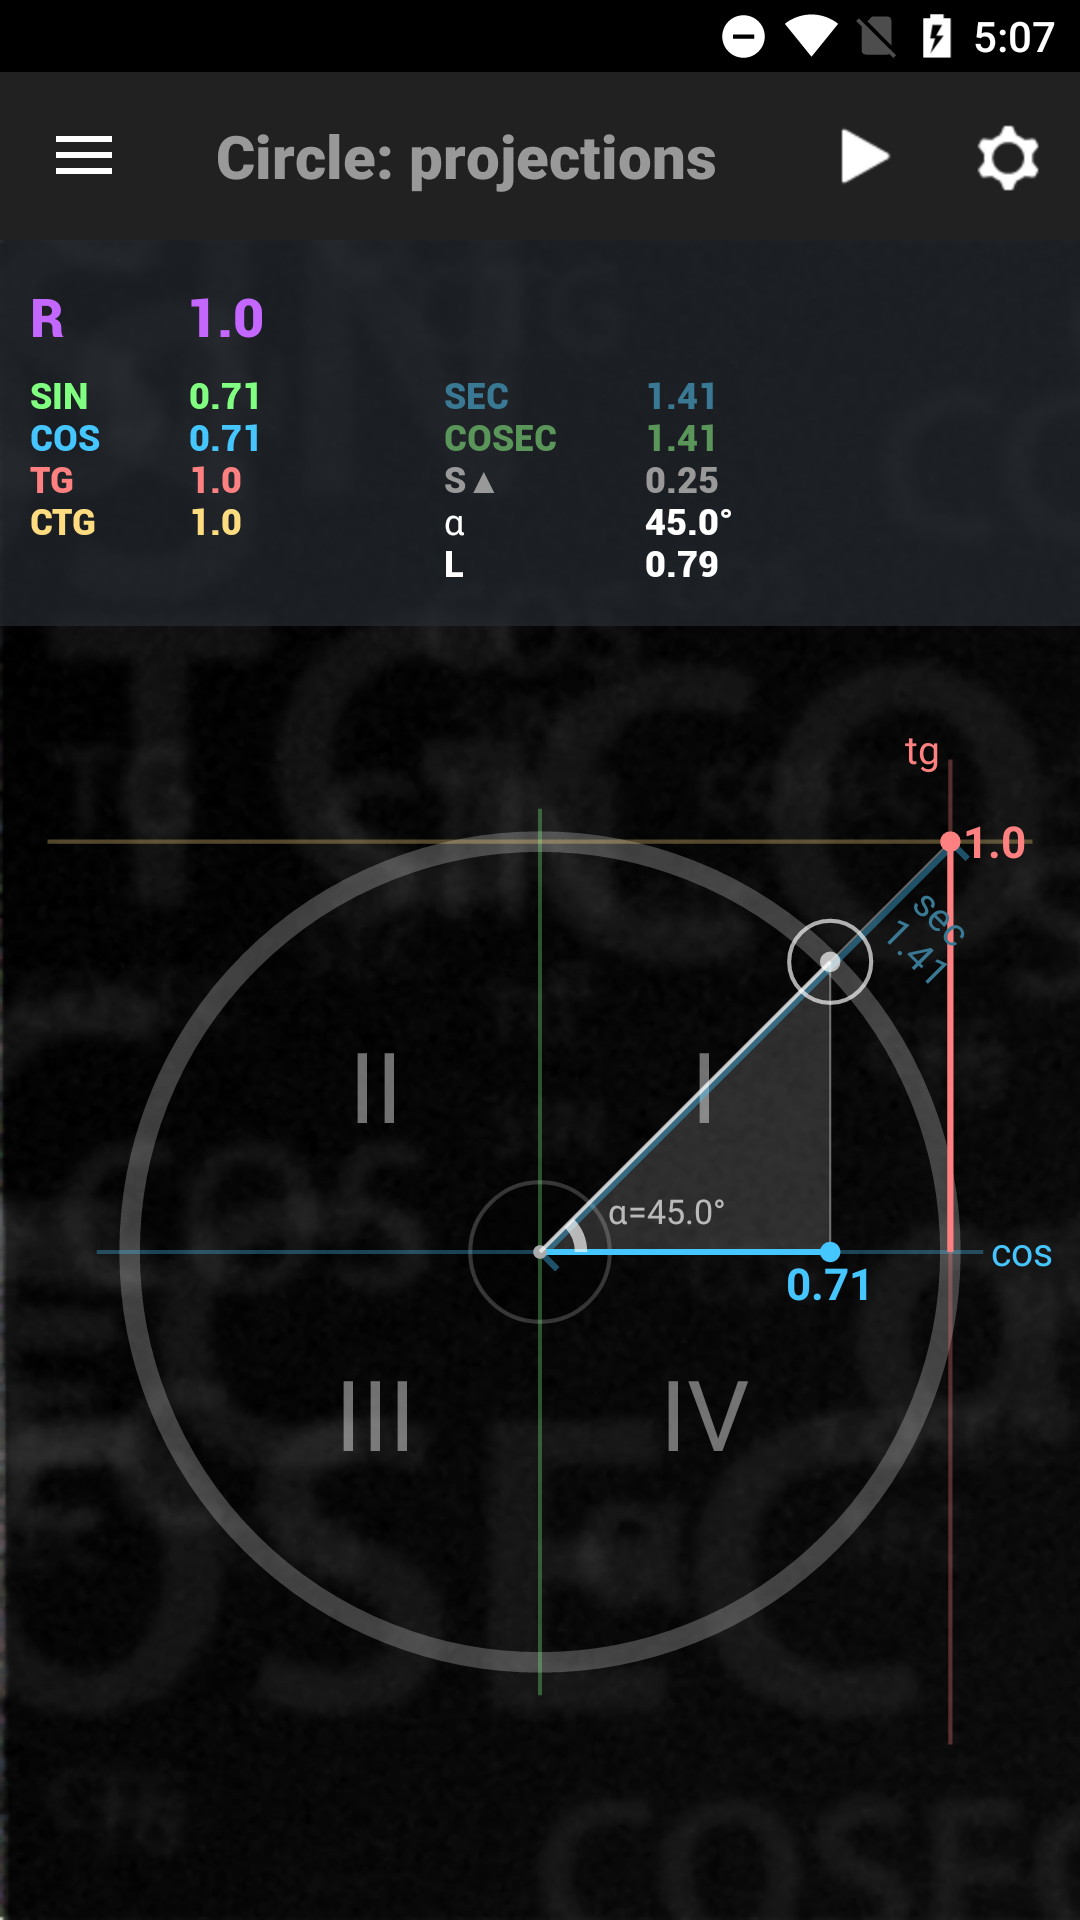 5:07
Circle: projections
R 1.0
SIN 0.71 SEC 1.41
COS 0.71 COSEC 1.41
TG 1.0 S▲ 0.25
CTG 1.0 α 45.0°
L 0.79
tg
1.0
sec
1.41
II I
α=45.0°
cos
0.71
III IV